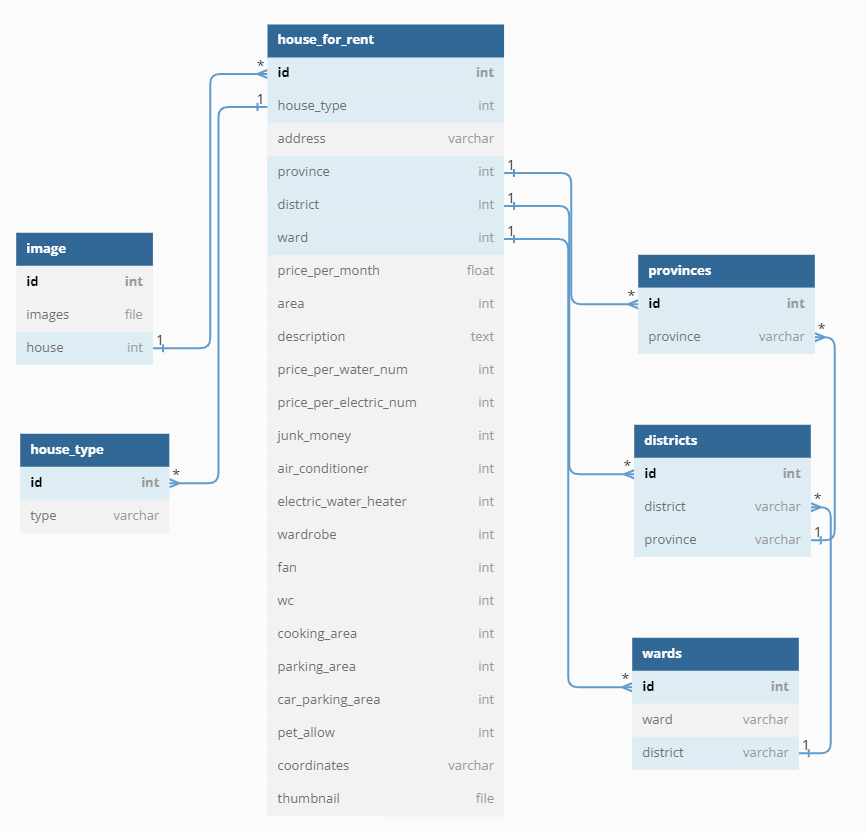 house_for_rent
* id int
1 house_type int
address varchar
province int 1
district int 1
ward int 1
price_per_month float
area int
description text
price_per_water_num int
price_per_electric_num int
junk_money int
air_conditioner int
electric_water_heater int
wardrobe int
fan int
wc int
cooking_area int
parking_area int
car_parking_area int
pet_allow int
coordinates varchar
thumbnail file
image
id int
images file
house int 1
house_type
id int *
type varchar
provinces
* id int
province varchar *
districts
* id int
district varchar *
province varchar 1
wards
* id int
ward varchar
district varchar 1